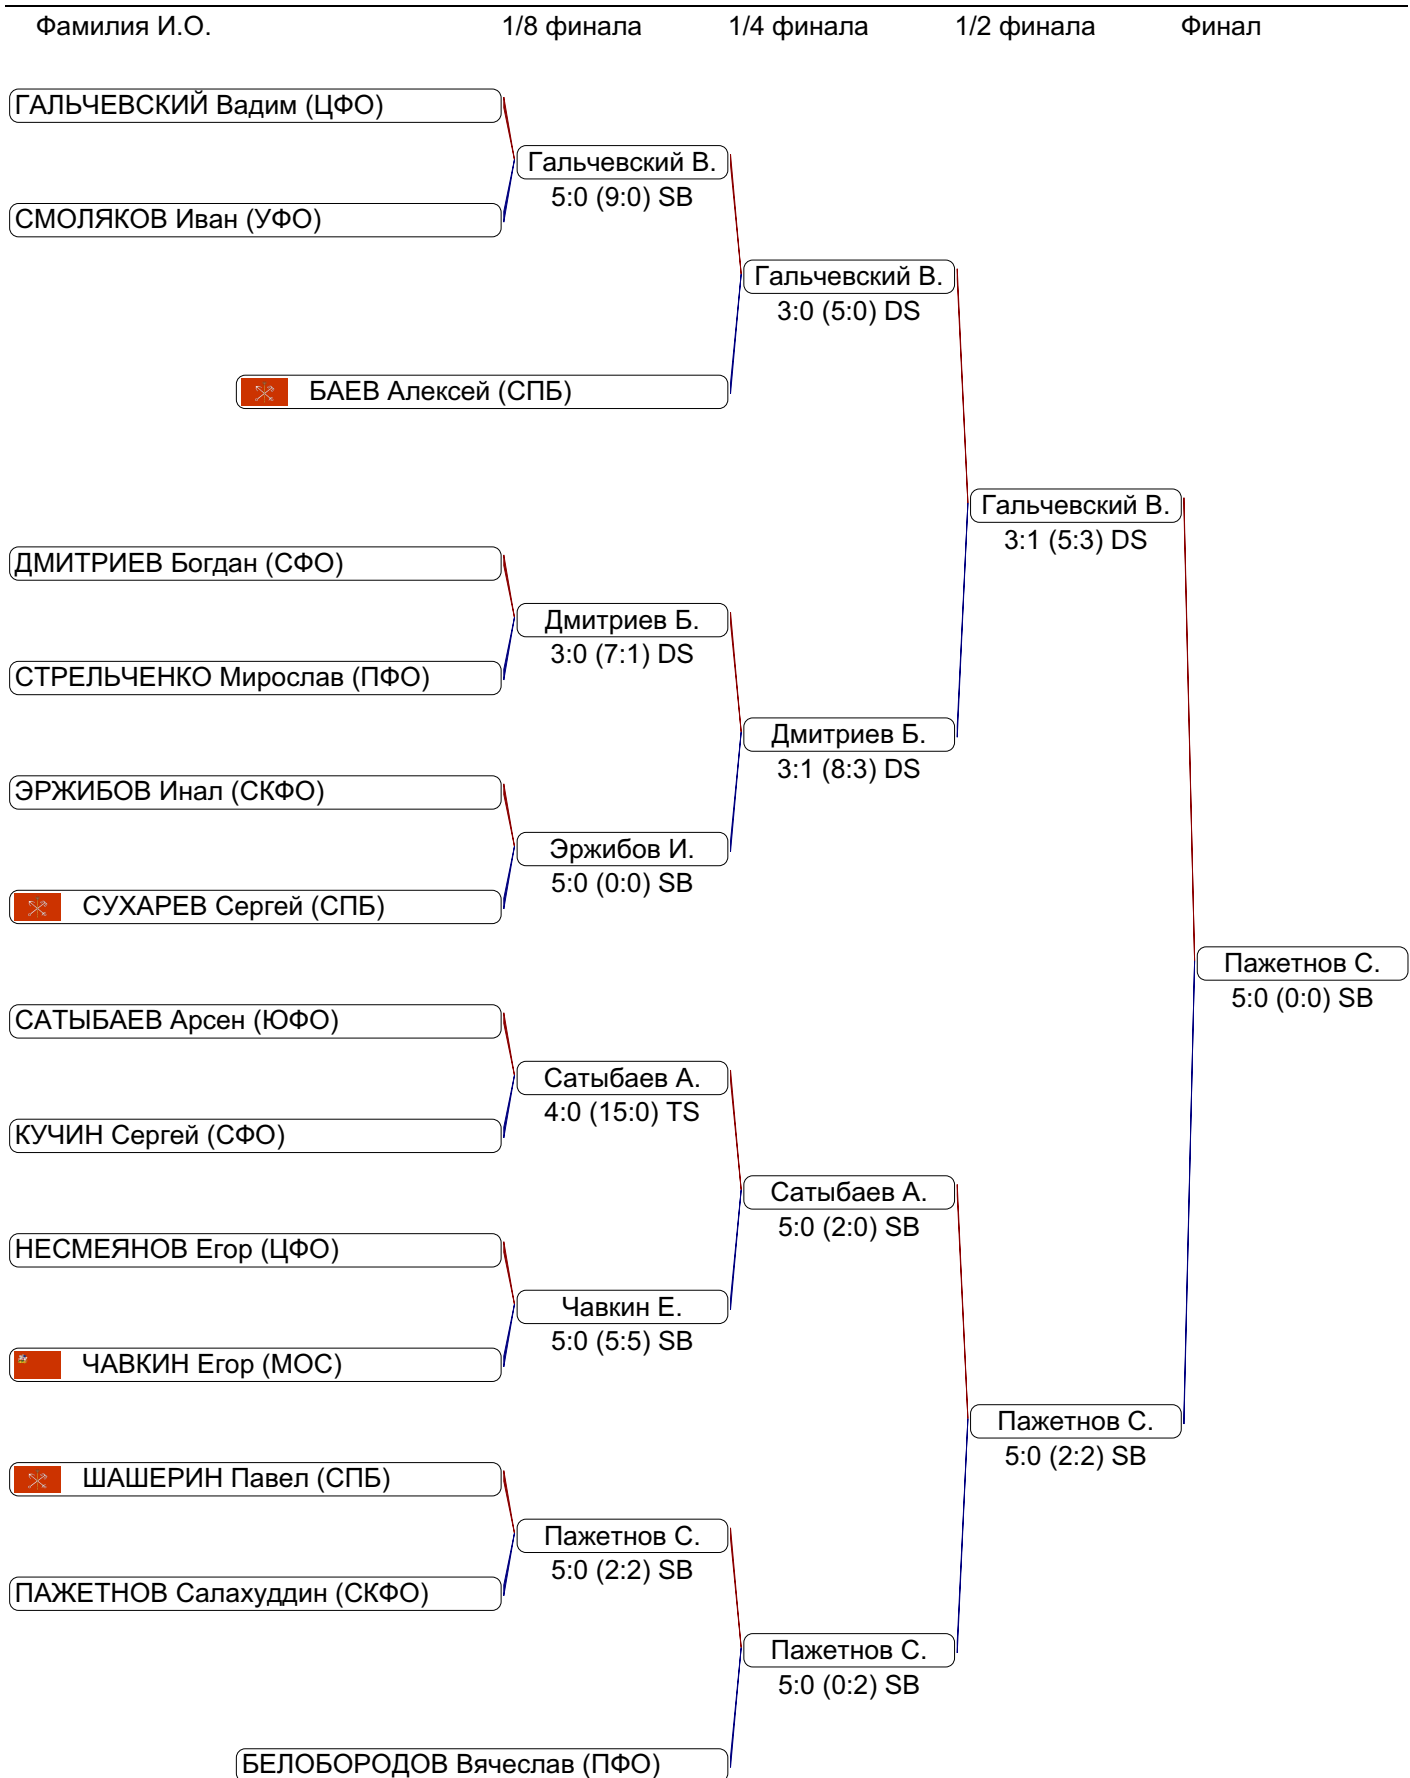 Фамилия И.О. 1/8 финала 1/4 финала 1/2 финала Финал
ГАЛЬЧЕВСКИЙ Вадим (ЦФО)
Гальчевский В.
5:0 (9:0) SB
СМОЛЯКОВ Иван (УФО)
Гальчевский В.
3:0 (5:0) DS
БАЕВ Алексей (СПБ)
Гальчевский В.
3:1 (5:3) DS
ДМИТРИЕВ Богдан (СФО)
Дмитриев Б.
3:0 (7:1) DS
СТРЕЛЬЧЕНКО Мирослав (ПФО)
Дмитриев Б.
3:1 (8:3) DS
ЭРЖИБОВ Инал (СКФО)
Эржибов И.
5:0 (0:0) SB
СУХАРЕВ Сергей (СПБ)
Пажетнов С.
5:0 (0:0) SB
САТЫБАЕВ Арсен (ЮФО)
Сатыбаев А.
4:0 (15:0) TS
КУЧИН Сергей (СФО)
Сатыбаев А.
5:0 (2:0) SB
НЕСМЕЯНОВ Егор (ЦФО)
Чавкин Е.
5:0 (5:5) SB
ЧАВКИН Егор (МОС)
Пажетнов С.
5:0 (2:2) SB
ШАШЕРИН Павел (СПБ)
Пажетнов С.
5:0 (2:2) SB
ПАЖЕТНОВ Салахуддин (СКФО)
Пажетнов С.
5:0 (0:2) SB
БЕЛОБОРОДОВ Вячеслав (ПФО)